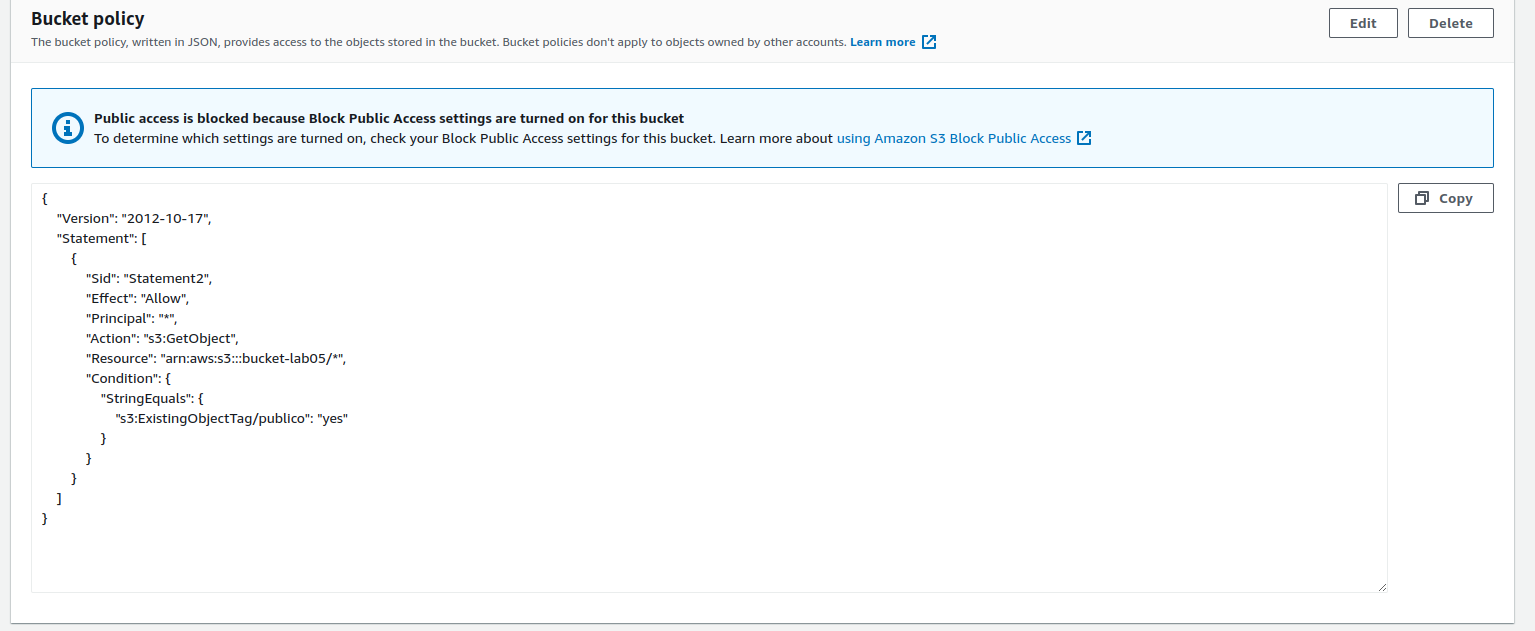 Bucket policy
Edit
Delete
The bucket policy, written in JSON, provides access to the objects stored in the bucket. Bucket policies don't apply to objects owned by other accounts. Learn more
Public access is blocked because Block Public Access settings are turned on for this bucket
To determine which settings are turned on, check your Block Public Access settings for this bucket. Learn more about using Amazon S3 Block Public Access
Copy
{
"Version": "2012-10-17",
"Statement": [
{
"Sid": "Statement2",
"Effect": "Allow",
"Principal": "*",
"Action": "s3:GetObject",
"Resource": "arn:aws:s3:::bucket-lab05/*",
"Condition": {
"StringEquals": {
"s3:ExistingObjectTag/publico": "yes"
}
}
}
]
}